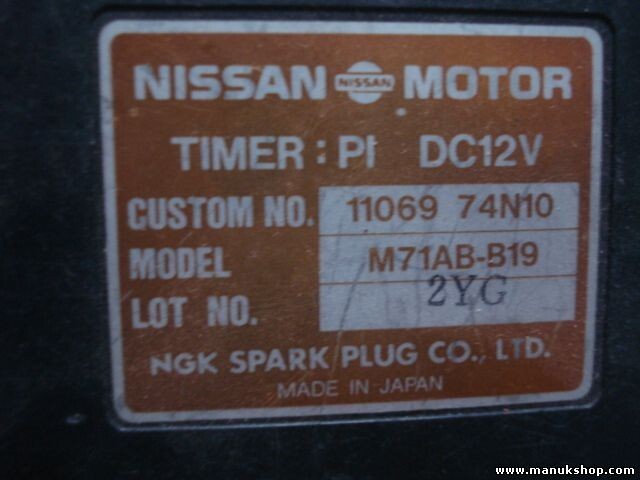 NISSAN NISSAN MOTOR
TIMER : PI DC12V
CUSTOM NO. 11069 74N10
MODEL M71AB-B19
LOT NO. 2YG
NGK SPARK PLUG CO., LTD.
MADE IN JAPAN
www.manukshop.com